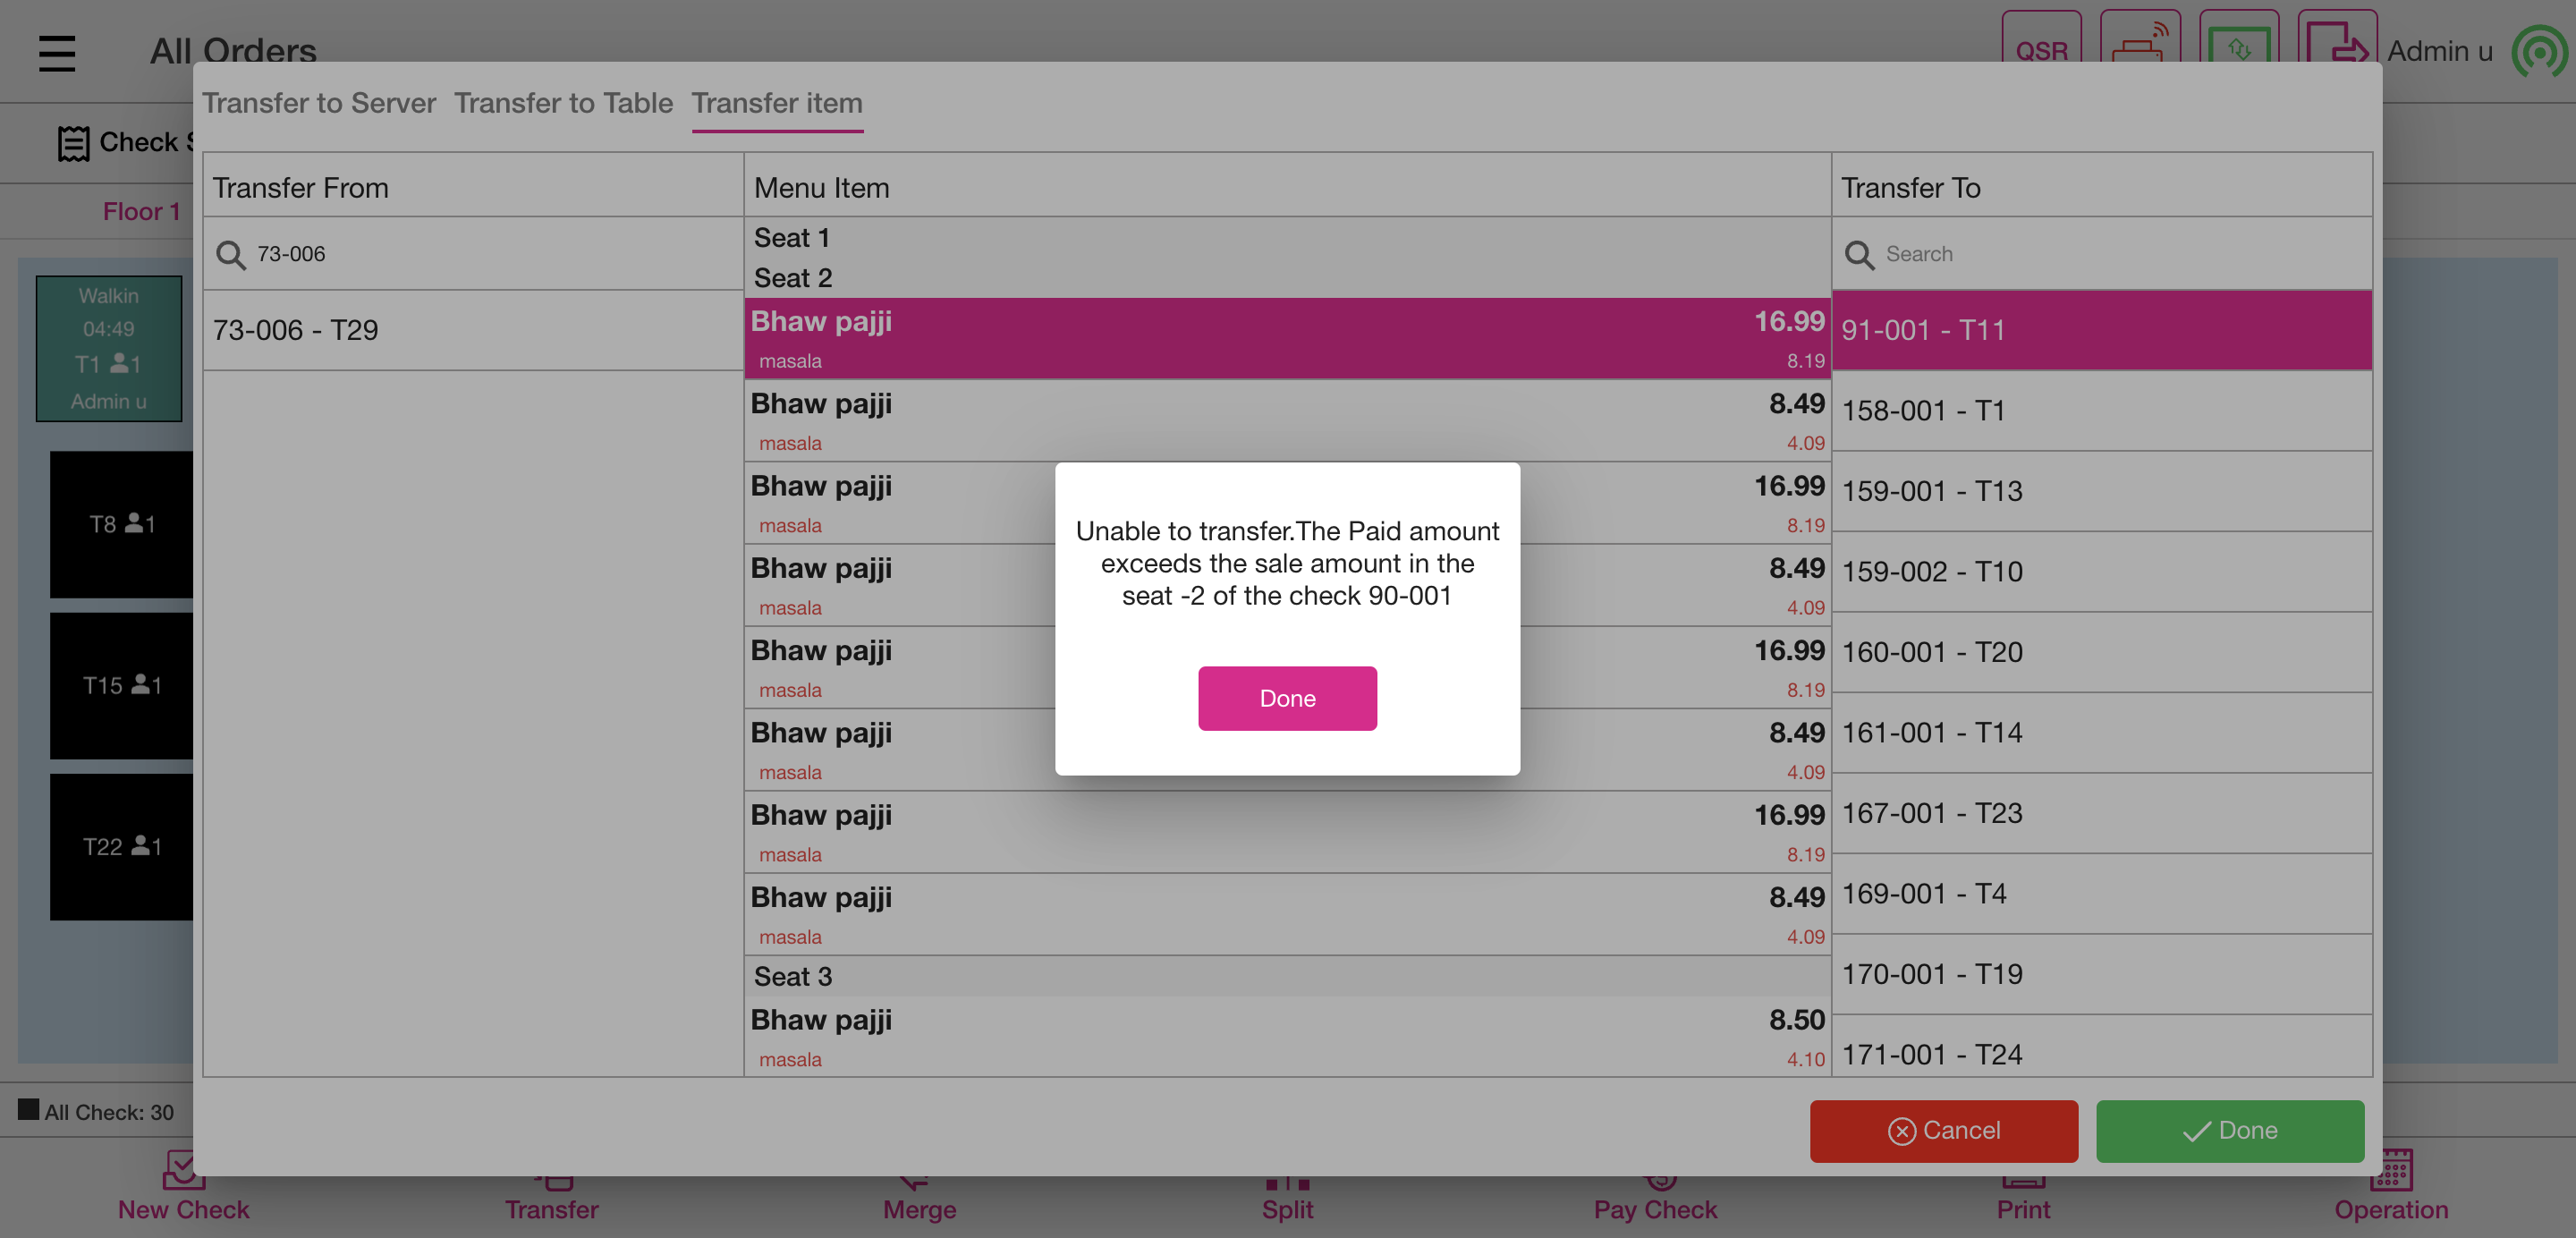 All Orders
QSR
Admin u
Transfer to Server Transfer to Table Transfer item
Check S
Floor 1
Transfer From
73-006
73-006 - T29
Menu Item
Seat 1
Seat 2
Bhaw pajji 16.99
masala 8.19
Bhaw pajji 8.49
masala 4.09
Bhaw pajji 16.99
masala 8.19
Bhaw pajji 8.49
masala 4.09
Bhaw pajji 16.99
masala 8.19
Bhaw pajji 8.49
masala 4.09
Bhaw pajji 16.99
masala 8.19
Bhaw pajji 8.49
masala 4.09
Seat 3
Bhaw pajji 8.50
masala 4.10
Transfer To
Search
91-001 - T11
158-001 - T1
159-001 - T13
159-002 - T10
160-001 - T20
161-001 - T14
167-001 - T23
169-001 - T4
170-001 - T19
171-001 - T24
Unable to transfer.The Paid amount
exceeds the sale amount in the
seat -2 of the check 90-001
Done
Walkin
04:49
T1 1
Admin u
T8 1
T15 1
T22 1
Cancel
Done
All Check: 30
New Check
Transfer
Merge
Split
Pay Check
Print
Operation